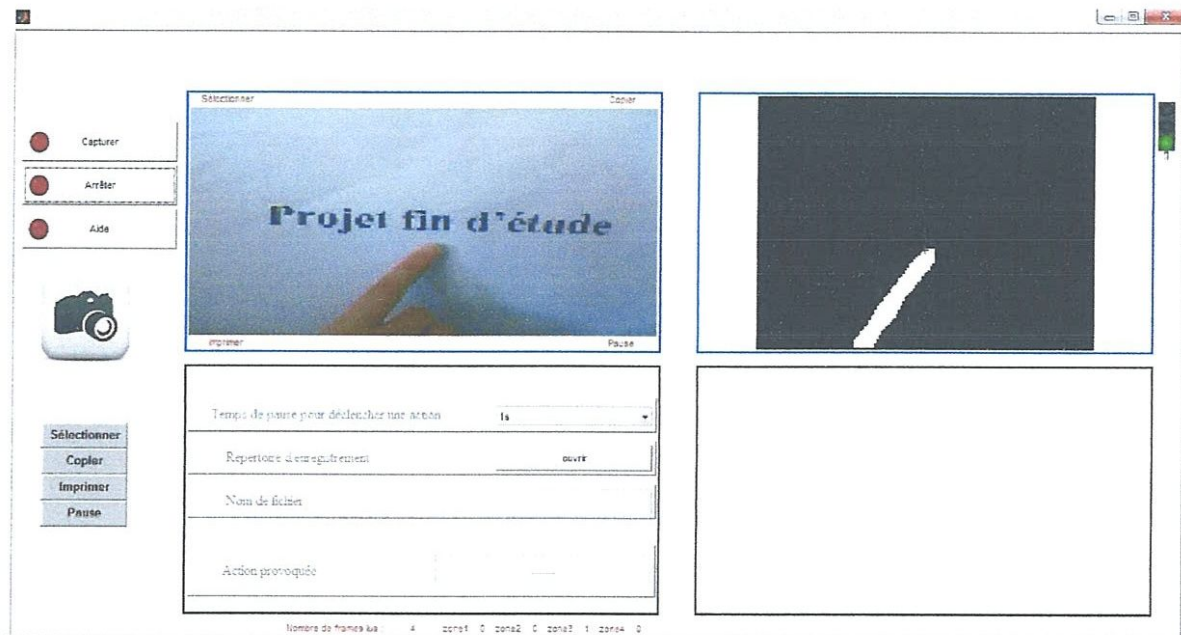 Sélectionner Copier
Capturer
Arrêter
Aide
Projet fin d'étude
Imprimer Pause
Sélectionner
Copier
Imprimer
Pause
Temps de pause pour déclencher une action 1s
Répertoire d'enregistrement ouvrir
Nom de fichier
Action provoquée
Nombre de frames lus 4 zone1 0 zone2 0 zone3 1 zone4 0